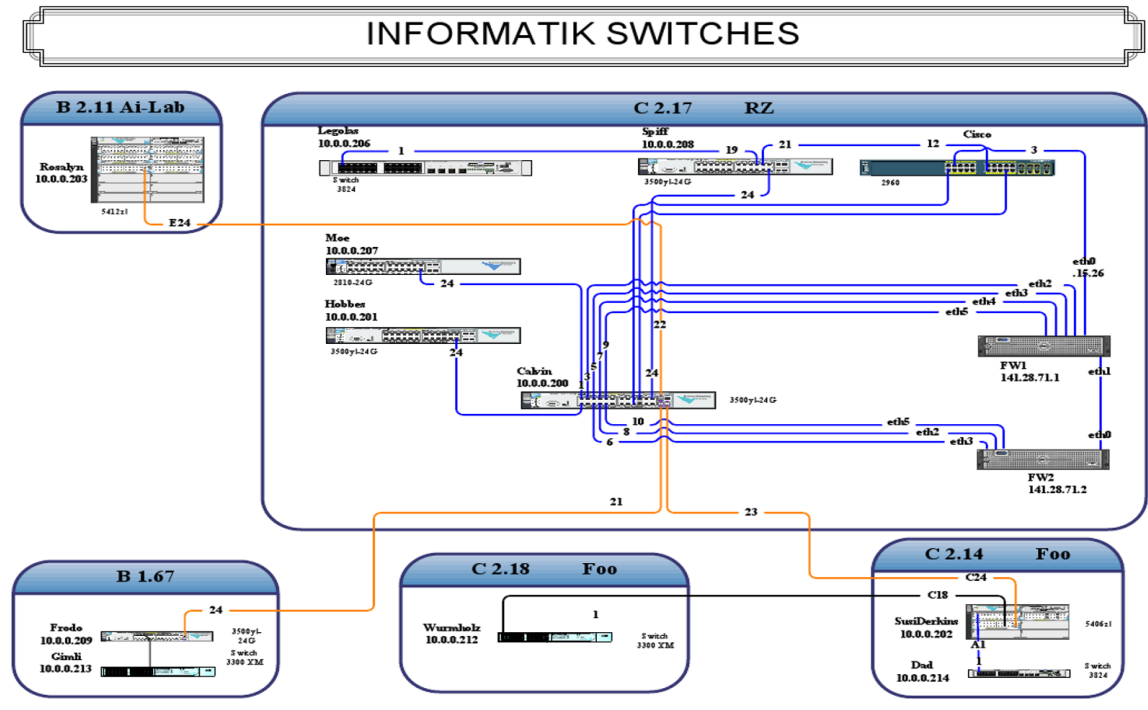 INFORMATIK SWITCHES
B 2.11 Ai-Lab
Rosalyn
10.0.0.203
5412zl
E24
C 2.17 RZ
Legolas
10.0.0.206
1
Switch
3824
Spiff
10.0.0.208
19
21
3500yl-24G
24
12
Cisco
3
2960
Moe
10.0.0.207
2810-24G
24
Hobbes
10.0.0.201
3500yl-24G
24
eth0
.15.26
eth2
eth3
eth4
eth5
22
9
7
5
3
1
24
Calvin
10.0.0.200
3500yl-24G
FW1
141.28.71.1
eth1
10
8
6
eth5
eth2
eth3
eth0
FW2
141.28.71.2
21
23
B 1.67
24
Frodo
10.0.0.209
3500yl-
24G
Gimli
10.0.0.213
Switch
3300 XM
C 2.18 Foo
1
Wurmholz
10.0.0.212
Switch
3300 XM
C 2.14 Foo
C24
C18
SusiDerkins
10.0.0.202
5406zl
A1
1
Dad
10.0.0.214
Switch
3824